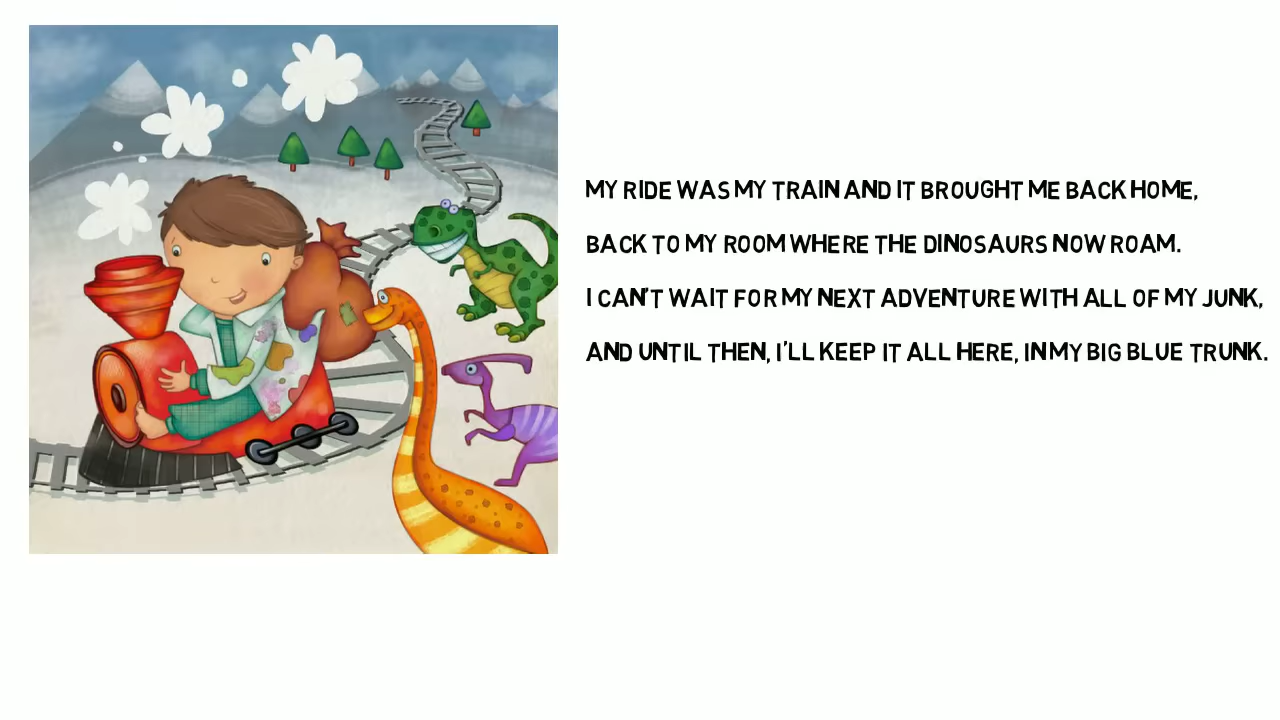 MY RIDE WAS MY TRAIN AND IT BROUGHT ME BACK HOME,
BACK TO MY ROOM WHERE THE DINOSAURS NOW ROAM.
I CAN'T WAIT FOR MY NEXT ADVENTURE WITH ALL OF MY JUNK,
AND UNTIL THEN, I'LL KEEP IT ALL HERE, IN MY BIG BLUE TRUNK.